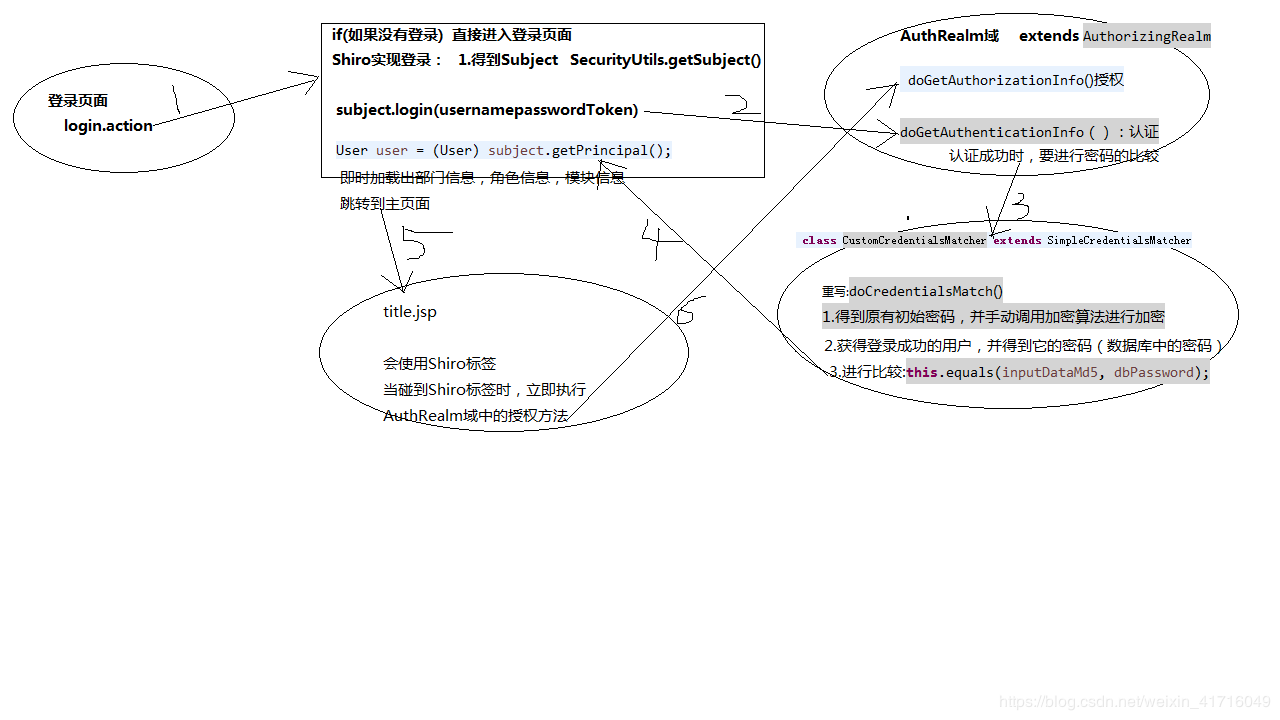 登录页面
login.action
1
if(如果没有登录) 直接进入登录页面
Shiro实现登录： 1.得到Subject SecurityUtils.getSubject()
subject.login(usernamepasswordToken)
User user = (User) subject.getPrincipal();
即时加载出部门信息，角色信息，模块信息
跳转到主页面
2
AuthRealm域 extends AuthorizingRealm
doGetAuthorizationInfo()授权
doGetAuthenticationInfo（）：认证
认证成功时，要进行密码的比较
3
class CustomCredentialsMatcher extends SimpleCredentialsMatcher
重写:doCredentialsMatch()
1.得到原有初始密码，并手动调用加密算法进行加密
2.获得登录成功的用户，并得到它的密码（数据库中的密码）
3.进行比较:this.equals(inputDataMd5, dbPassword);
4
5
title.jsp
会使用Shiro标签
当碰到Shiro标签时，立即执行
AuthRealm域中的授权方法
6
https://blog.csdn.net/weixin_41716049